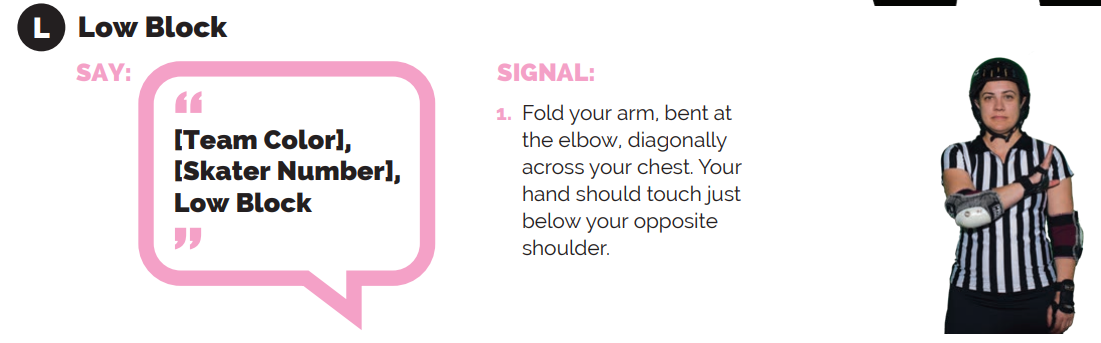 L Low Block
SAY:
“
[Team Color],
[Skater Number],
Low Block
”
SIGNAL:
1. Fold your arm, bent at
the elbow, diagonally
across your chest. Your
hand should touch just
below your opposite
shoulder.